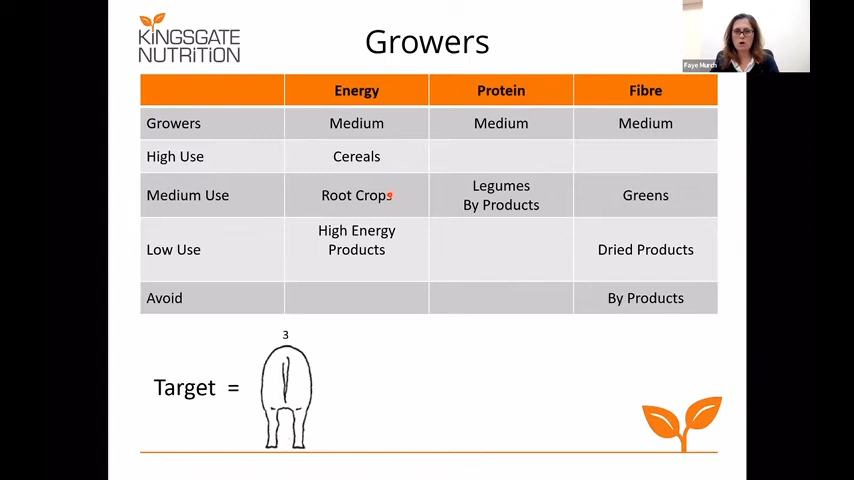 KINGSGATE
NUTRITION
Growers
Faye Murch
Energy Protein Fibre
Growers Medium Medium Medium
High Use Cereals
Medium Use Root Crops Legumes By Products Greens
Low Use High Energy Products Dried Products
Avoid By Products
3
Target =